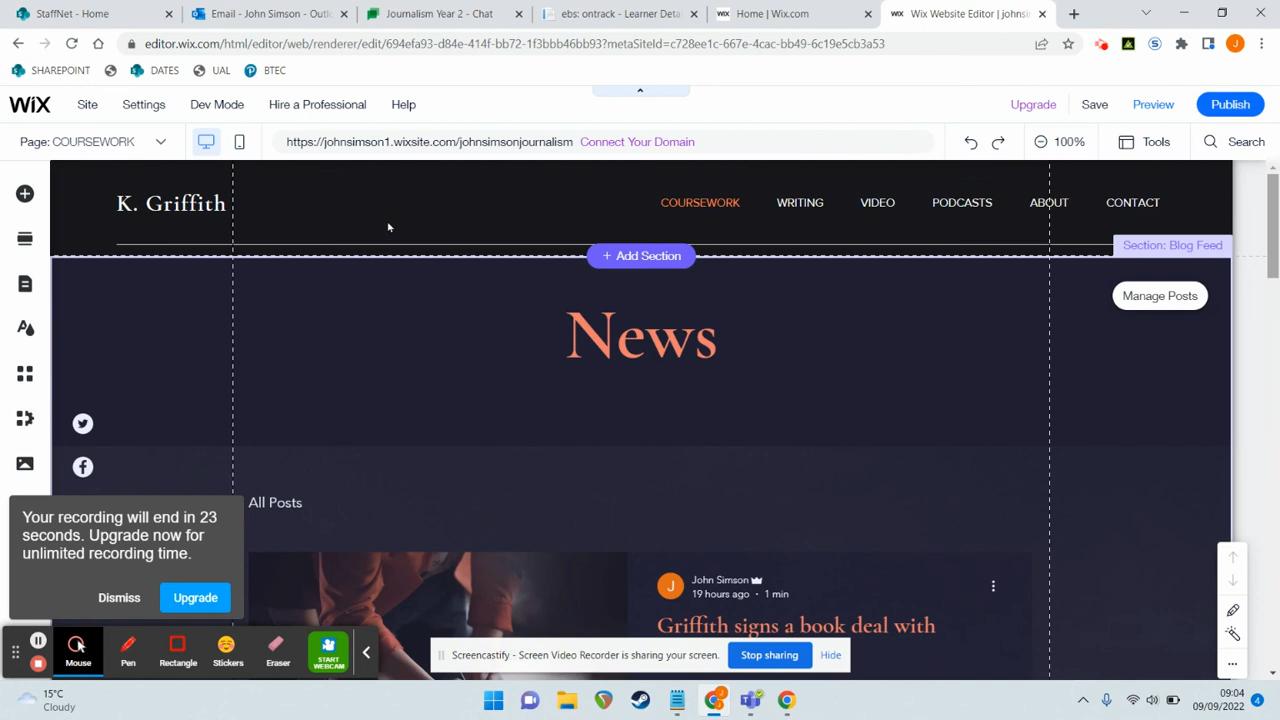 StaffNet - Home
Email - John Simson - Outlo
Journalism Year 2 - Chat
ebs: ontrack - Learner Deta
WiX Home | Wix.com
WiX Wix Website Editor | johnsi
editor.wix.com/html/editor/web/renderer/edit/694efa91-d84e-414f-bb72-1f3bbb46bb93?metaSiteId=c728ee1c-667e-4cac-bb49-6c19e5cb3a53
J
SHAREPOINT
DATES
UAL
BTEC
WiX
Site
Settings
Dev Mode
Hire a Professional
Help
Upgrade
Save
Preview
Publish
Page: COURSEWORK
https://johnsimson1.wixsite.com/johnsimsonjournalism Connect Your Domain
100%
Tools
Search
K. Griffith
COURSEWORK
WRITING
VIDEO
PODCASTS
ABOUT
CONTACT
+ Add Section
Section: Blog Feed
Manage Posts
News
All Posts
J
John Simson
19 hours ago · 1 min
Griffith signs a book deal with
Your recording will end in 23
seconds. Upgrade now for
unlimited recording time.
Dismiss
Upgrade
Mouse
Pen
Rectangle
Stickers
Eraser
START
WEBCAM
Screencastify - Screen Video Recorder is sharing your screen.
Stop sharing
Hide
15°C
Cloudy
09:04
09/09/2022
4